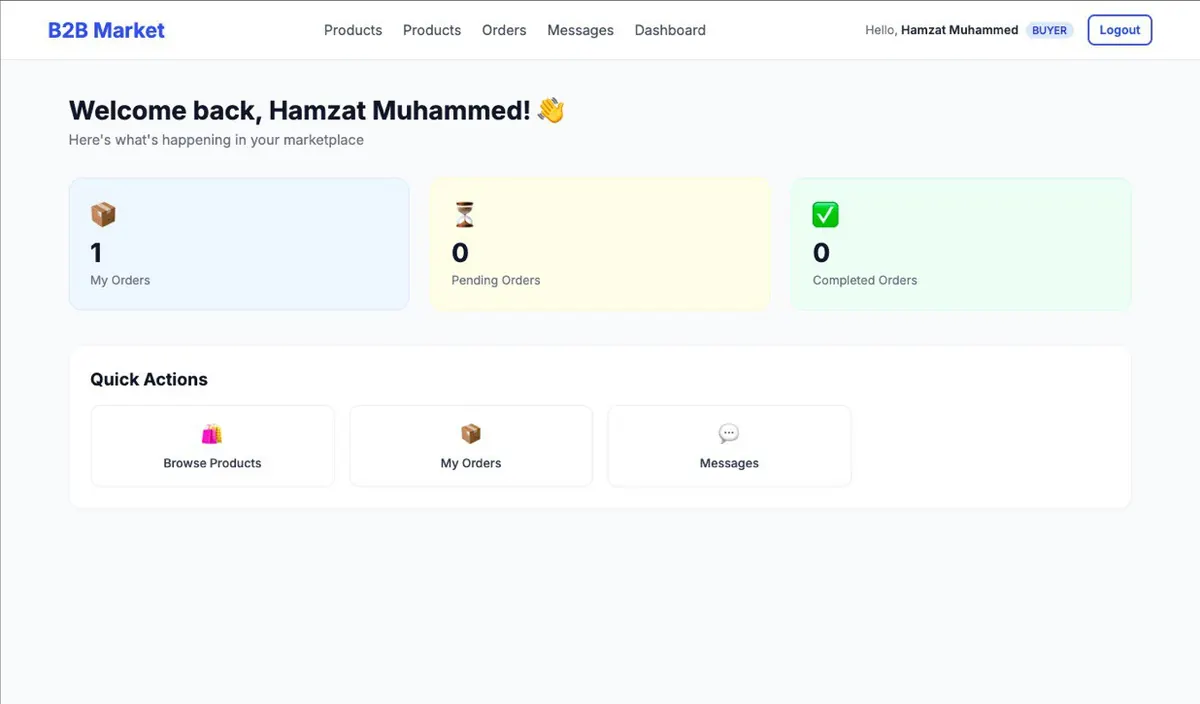 B2B Market Products Products Orders Messages Dashboard Hello, Hamzat Muhammed BUYER Logout
Welcome back, Hamzat Muhammed! 👋
Here's what's happening in your marketplace
1
My Orders
0
Pending Orders
0
Completed Orders
Quick Actions
Browse Products
My Orders
Messages